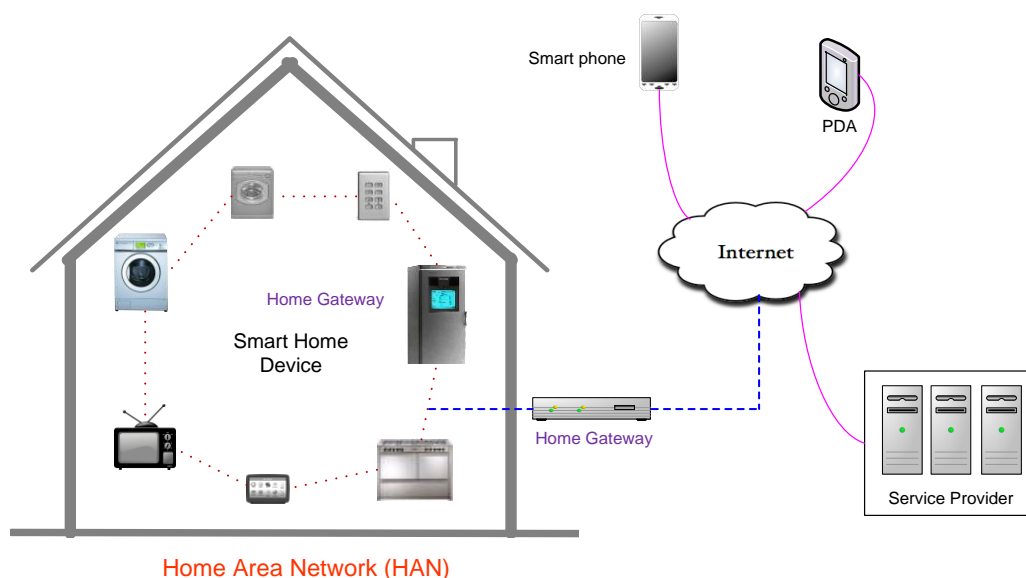 Smart phone
PDA
Internet
Home Gateway
Smart Home
Device
Home Gateway
Service Provider
Home Area Network (HAN)